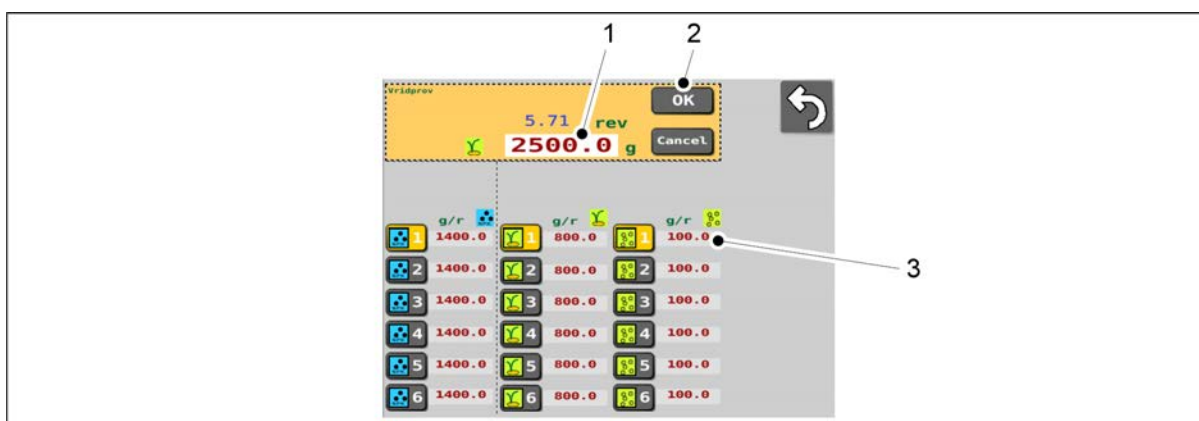 1 2
Vridprov
OK
5.71 rev
2500.0 g Cancel
g/r g/r g/r
1 1400.0 1 800.0 1 100.0
3
2 1400.0 2 800.0 2 100.0
3 1400.0 3 800.0 3 100.0
4 1400.0 4 800.0 4 100.0
5 1400.0 5 800.0 5 100.0
6 1400.0 6 800.0 6 100.0